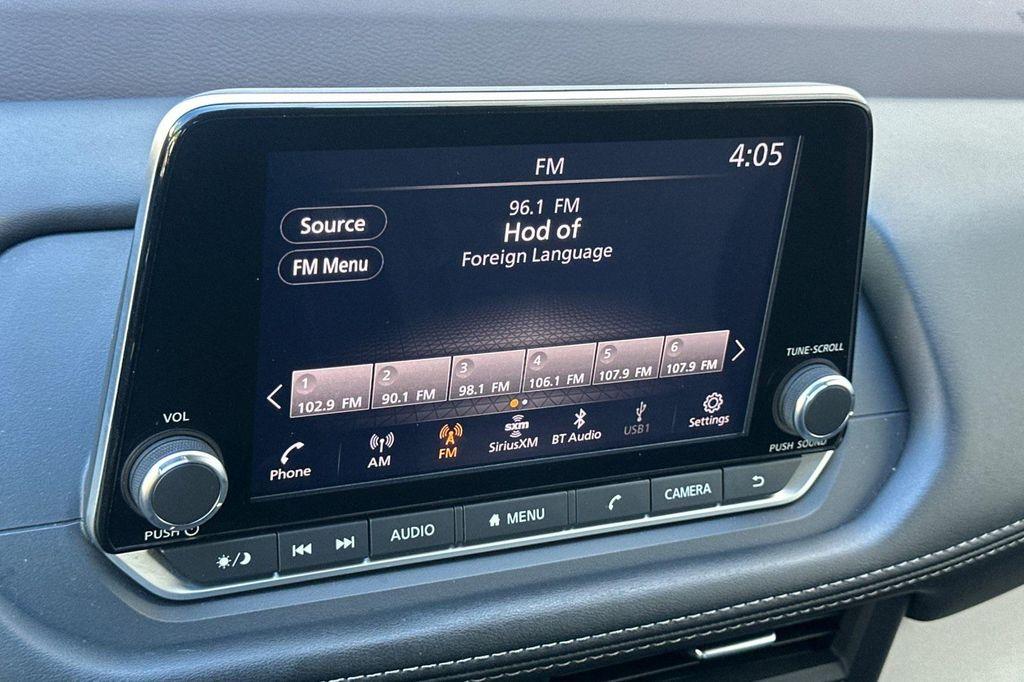 FM
4:05
Source
96.1 FM
Hod of
FM Menu
Foreign Language
1 102.9 FM
2 90.1 FM
3 98.1 FM
4 106.1 FM
5 107.9 FM
6 107.9 FM
TUNE·SCROLL
VOL
Phone
AM
FM
sxm
SiriusXM
BT Audio
USB1
Settings
PUSH SOUND
PUSH
AUDIO
MENU
CAMERA